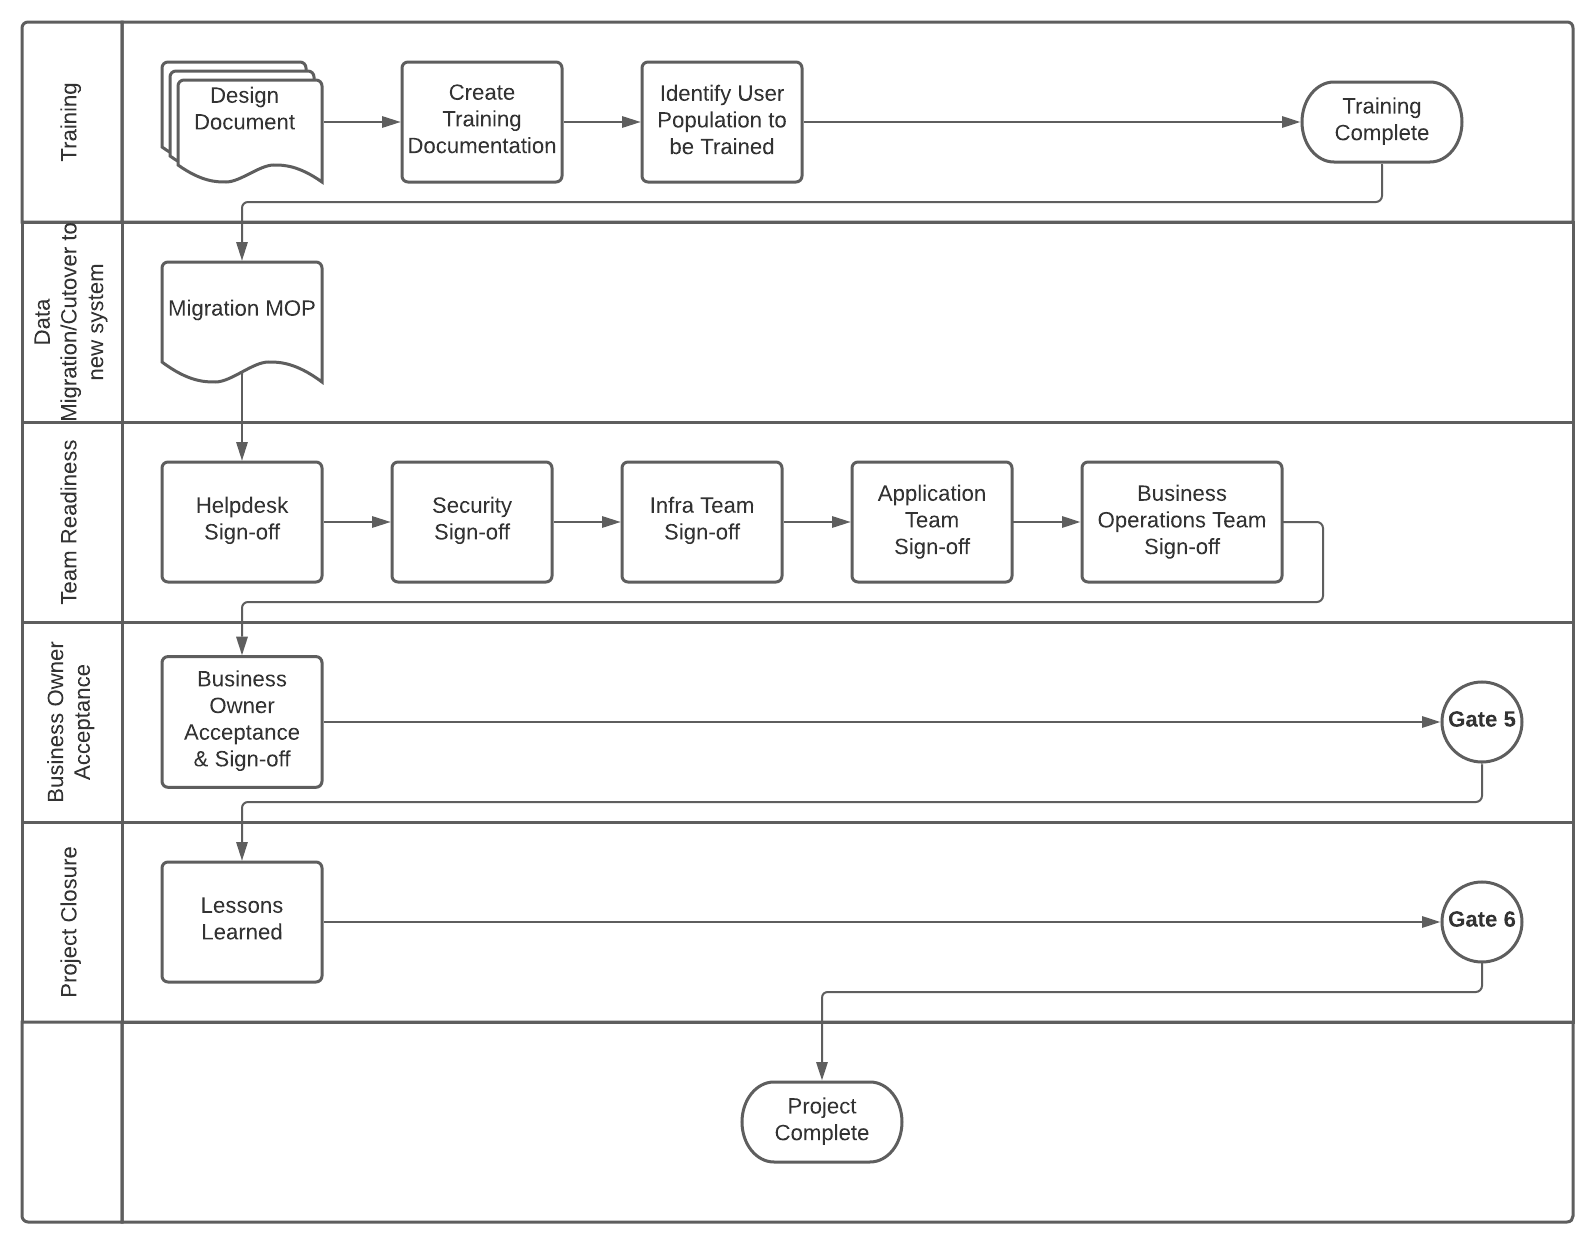 Training
Design
Document
Create
Training
Documentation
Identify User
Population to
be Trained
Training
Complete
Data
Migration/Cutover to
new system
Migration MOP
Team Readiness
Helpdesk
Sign-off
Security
Sign-off
Infra Team
Sign-off
Application
Team
Sign-off
Business
Operations Team
Sign-off
Business Owner
Acceptance
Business
Owner
Acceptance
& Sign-off
Gate 5
Project Closure
Lessons
Learned
Gate 6
Project
Complete